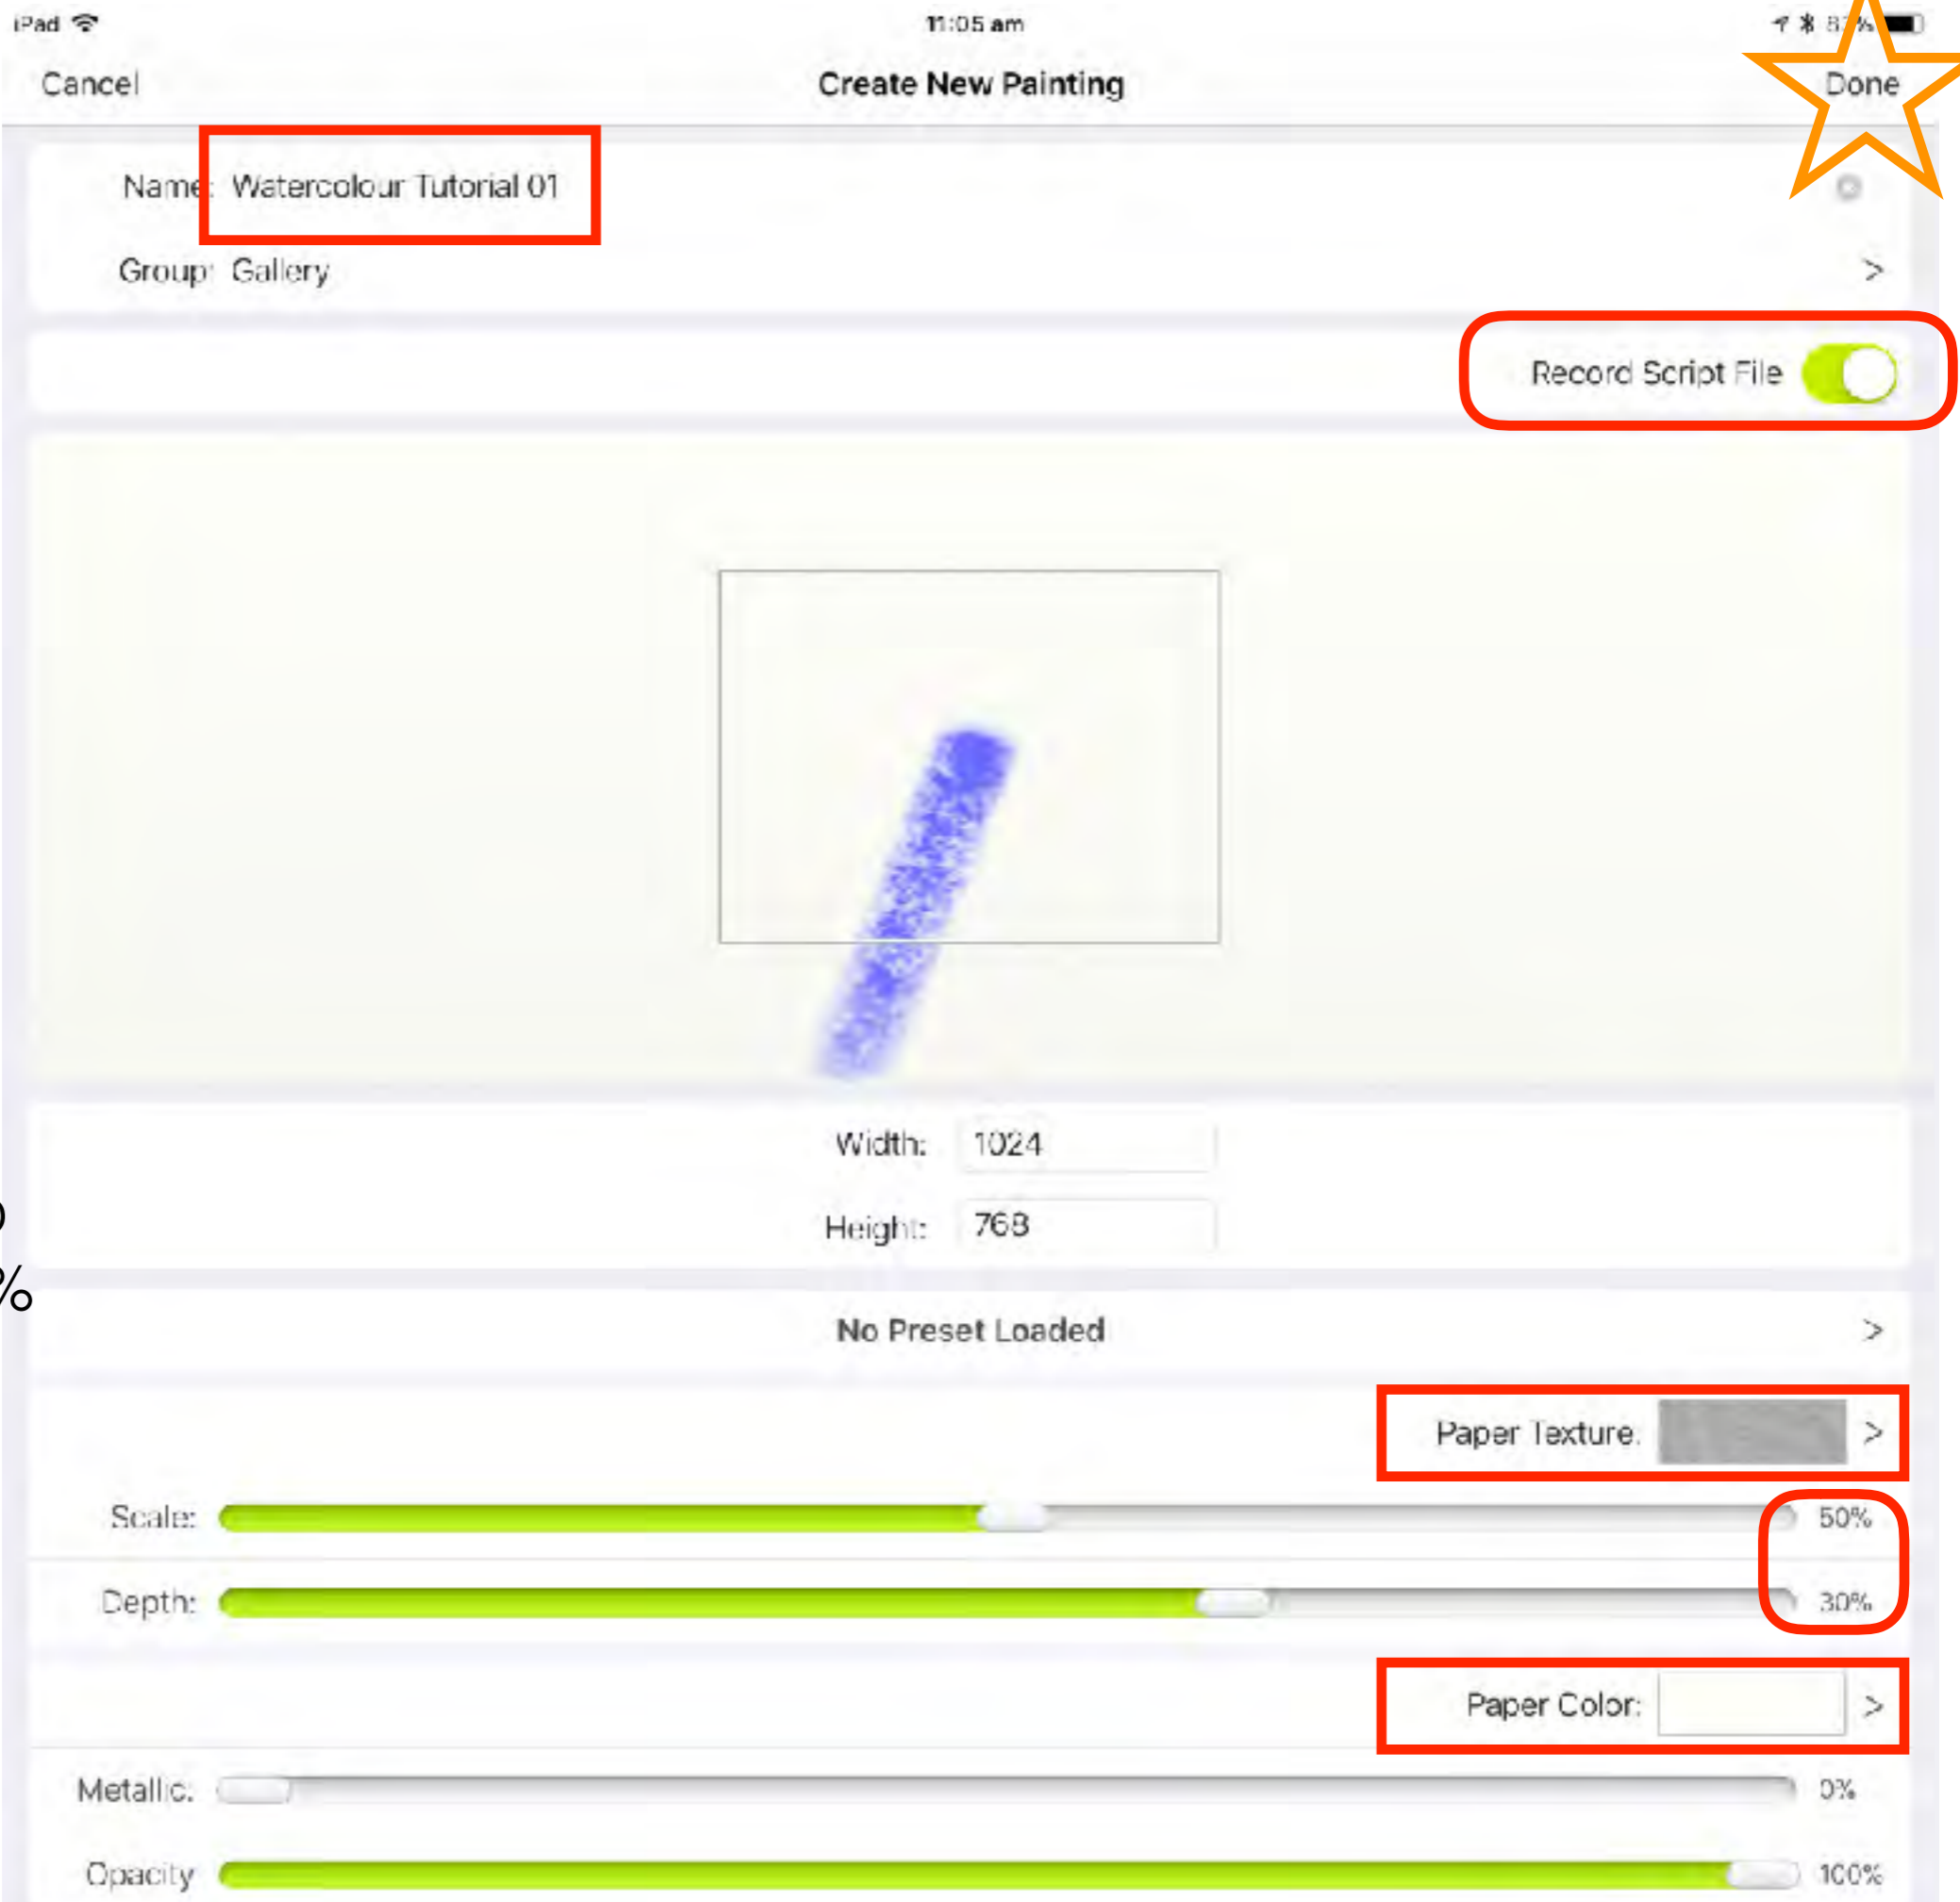 iPad 11:05 am
Cancel Create New Painting Done
Name: Watercolour Tutorial 01
Group: Gallery >
Record Script File
Width: 1024
Height: 768
%
No Preset Loaded >
Paper Texture: >
Scale: 50%
Depth: 30%
Paper Color: >
Metallic: 0%
Opacity 100%